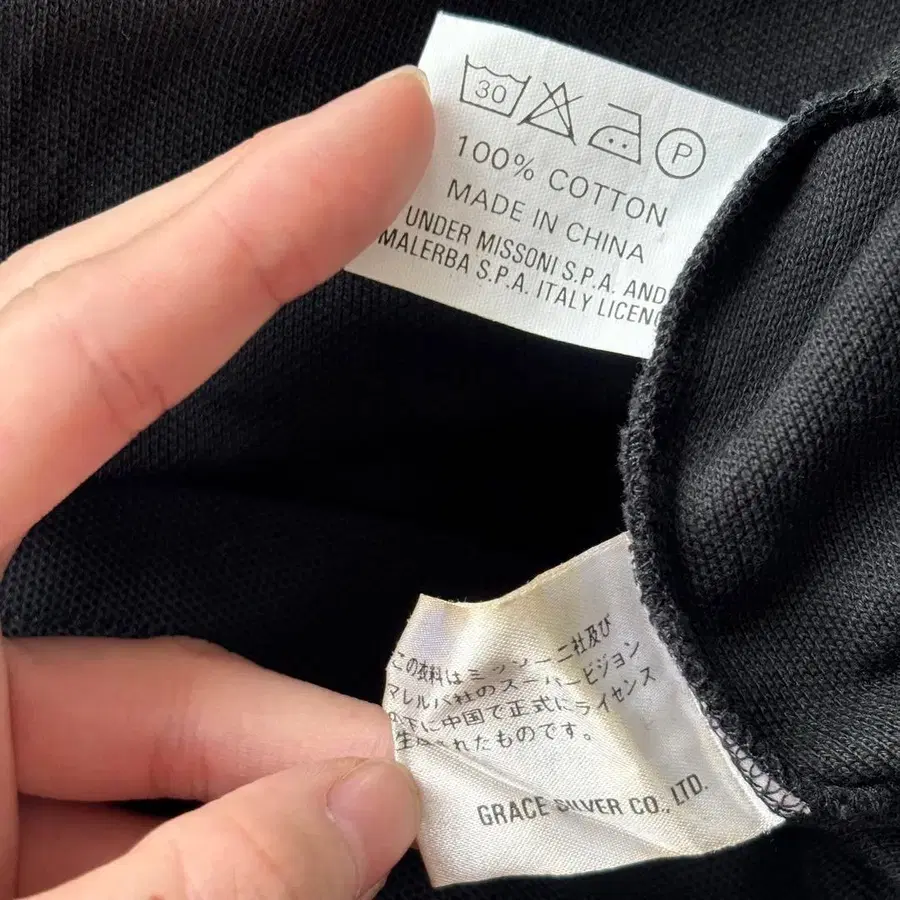 30
P
100% COTTON
MADE IN CHINA
UNDER MISSONI S.P.A. AND
MALERBA S.P.A. ITALY LICENC
この衣料はミッソーニ社及び
マレルバ社のスーパービジョン
の下に中国で正式にライセンス
生 されたものです。
GRACE SILVER CO., LTD.